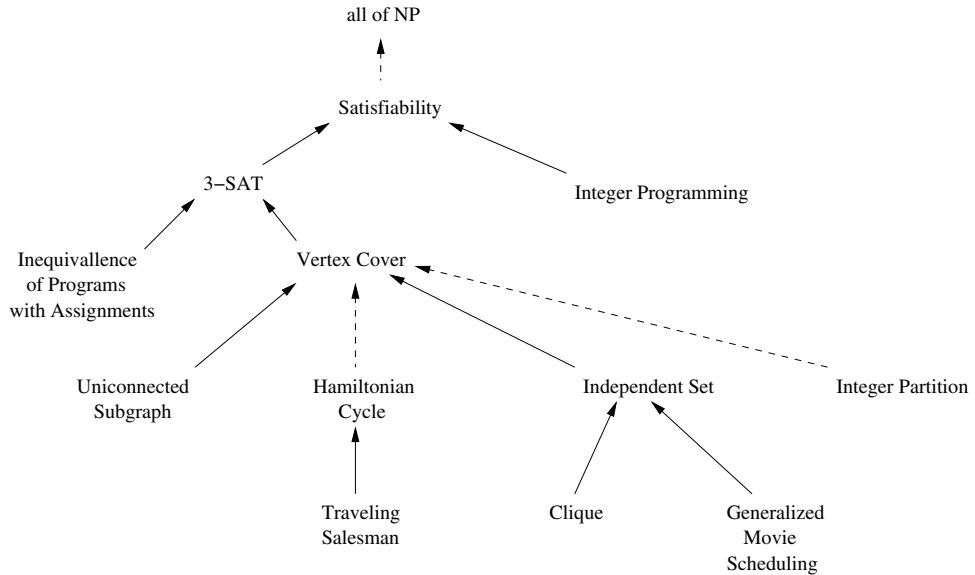 all of NP
Satisfiability
3−SAT
Integer Programming
Inequivallence
of Programs
with Assignments
Vertex Cover
Uniconnected
Subgraph
Hamiltonian
Cycle
Independent Set
Integer Partition
Traveling
Salesman
Clique
Generalized
Movie
Scheduling